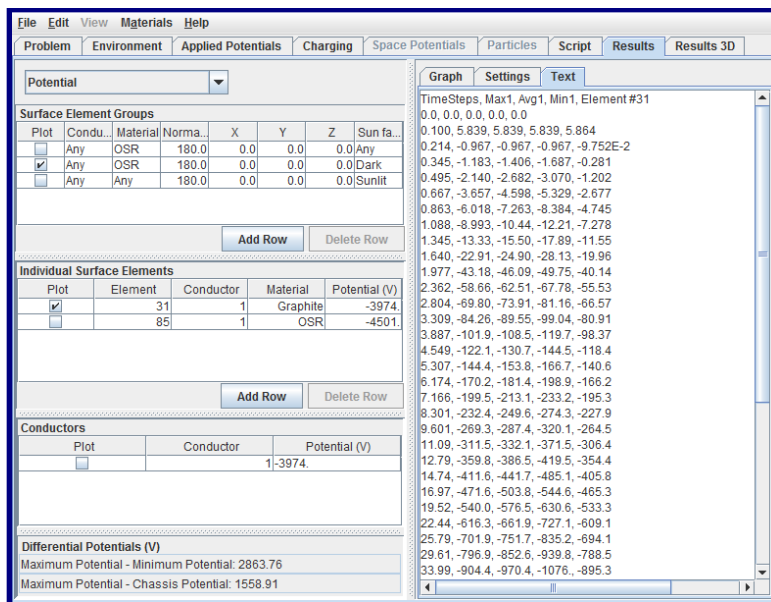 File Edit View Materials Help
Problem Environment Applied Potentials Charging Space Potentials Particles Script Results Results 3D
Potential
Surface Element Groups
Plot Condu... Material Norma... X Y Z Sun fa...
Any OSR 180.0 0.0 0.0 0.0 Any
Any OSR 180.0 0.0 0.0 0.0 Dark
Any Any 180.0 0.0 0.0 0.0 Sunlit
Add Row Delete Row
Individual Surface Elements
Plot Element Conductor Material Potential (V)
31 1 Graphite -3974.
85 1 OSR -4501.
Add Row Delete Row
Conductors
Plot Conductor Potential (V)
1 -3974.
Differential Potentials (V)
Maximum Potential - Minimum Potential: 2863.76
Maximum Potential - Chassis Potential: 1558.91
Graph Settings Text
TimeSteps, Max1, Avg1, Min1, Element #31
0.0, 0.0, 0.0, 0.0, 0.0
0.100, 5.839, 5.839, 5.839, 5.864
0.214, -0.967, -0.967, -0.967, -9.752E-2
0.345, -1.183, -1.406, -1.687, -0.281
0.495, -2.140, -2.682, -3.070, -1.202
0.667, -3.657, -4.598, -5.329, -2.677
0.863, -6.018, -7.263, -8.384, -4.745
1.088, -8.993, -10.44, -12.21, -7.278
1.345, -13.33, -15.50, -17.89, -11.55
1.640, -22.91, -24.90, -28.13, -19.96
1.977, -43.18, -46.09, -49.75, -40.14
2.362, -58.66, -62.51, -67.78, -55.53
2.804, -69.80, -73.91, -81.16, -66.57
3.309, -84.26, -89.55, -99.04, -80.91
3.887, -101.9, -108.5, -119.7, -98.37
4.549, -122.1, -130.7, -144.5, -118.4
5.307, -144.4, -153.8, -166.7, -140.6
6.174, -170.2, -181.4, -198.9, -166.2
7.166, -199.5, -213.1, -233.2, -195.3
8.301, -232.4, -249.6, -274.3, -227.9
9.601, -269.3, -287.4, -320.1, -264.5
11.09, -311.5, -332.1, -371.5, -306.4
12.79, -359.8, -386.5, -419.5, -354.4
14.74, -411.6, -441.7, -485.1, -405.8
16.97, -471.6, -503.8, -544.6, -465.3
19.52, -540.0, -576.5, -630.6, -533.3
22.44, -616.3, -661.9, -727.1, -609.1
25.79, -701.9, -751.7, -835.2, -694.1
29.61, -796.9, -852.6, -939.8, -788.5
33.99, -904.4, -970.4, -1076., -895.3